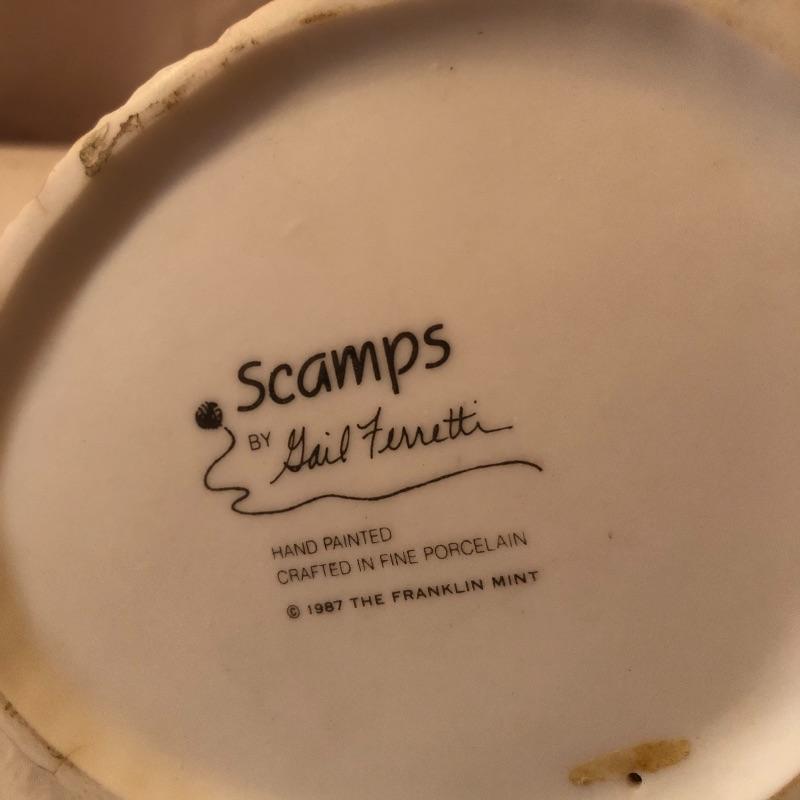 Scamps
BY Gail Ferretti
HAND PAINTED
CRAFTED IN FINE PORCELAIN
© 1987 THE FRANKLIN MINT